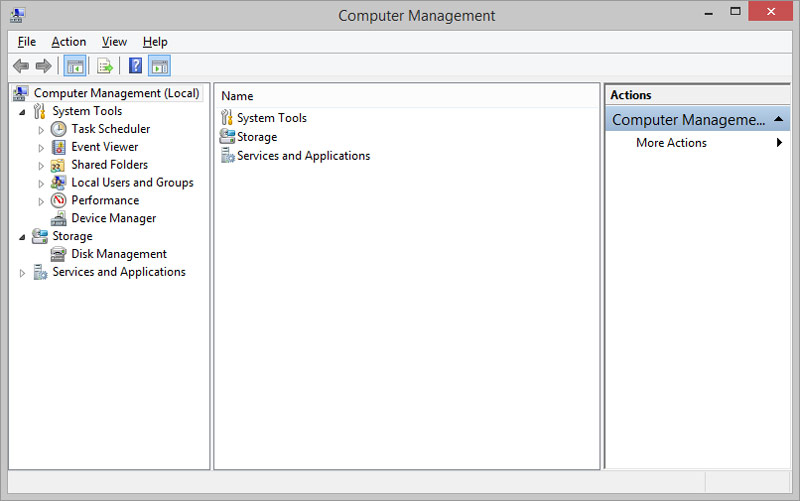 Computer Management
File Action View Help
Computer Management (Local)
System Tools
Task Scheduler
Event Viewer
Shared Folders
Local Users and Groups
Performance
Device Manager
Storage
Disk Management
Services and Applications
Name
System Tools
Storage
Services and Applications
Actions
Computer Manageme...
More Actions